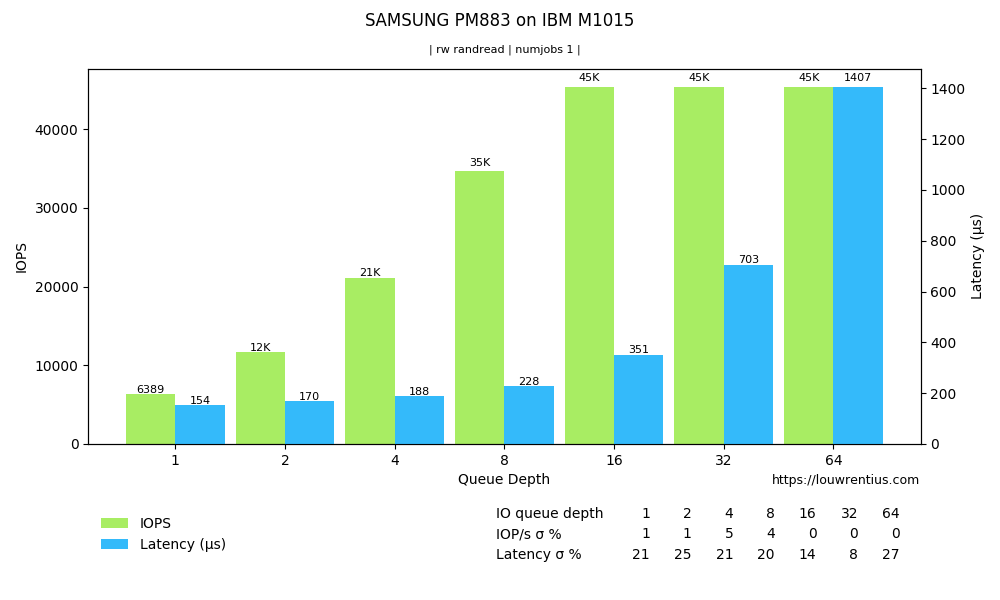 SAMSUNG PM883 on IBM M1015
| rw randread | numjobs 1 |
IOPS
40000
30000
20000
10000
0
6389
12K
21K
35K
45K
45K
45K
154
170
188
228
351
703
1407
1400
1200
1000
800
600
400
200
0
Latency (µs)
1 2 4 8 16 32 64
Queue Depth
https://louwrentius.com
IOPS
Latency (µs)
IO queue depth 1 2 4 8 16 32 64
IOP/s σ % 1 1 5 4 0 0 0
Latency σ % 21 25 21 20 14 8 27